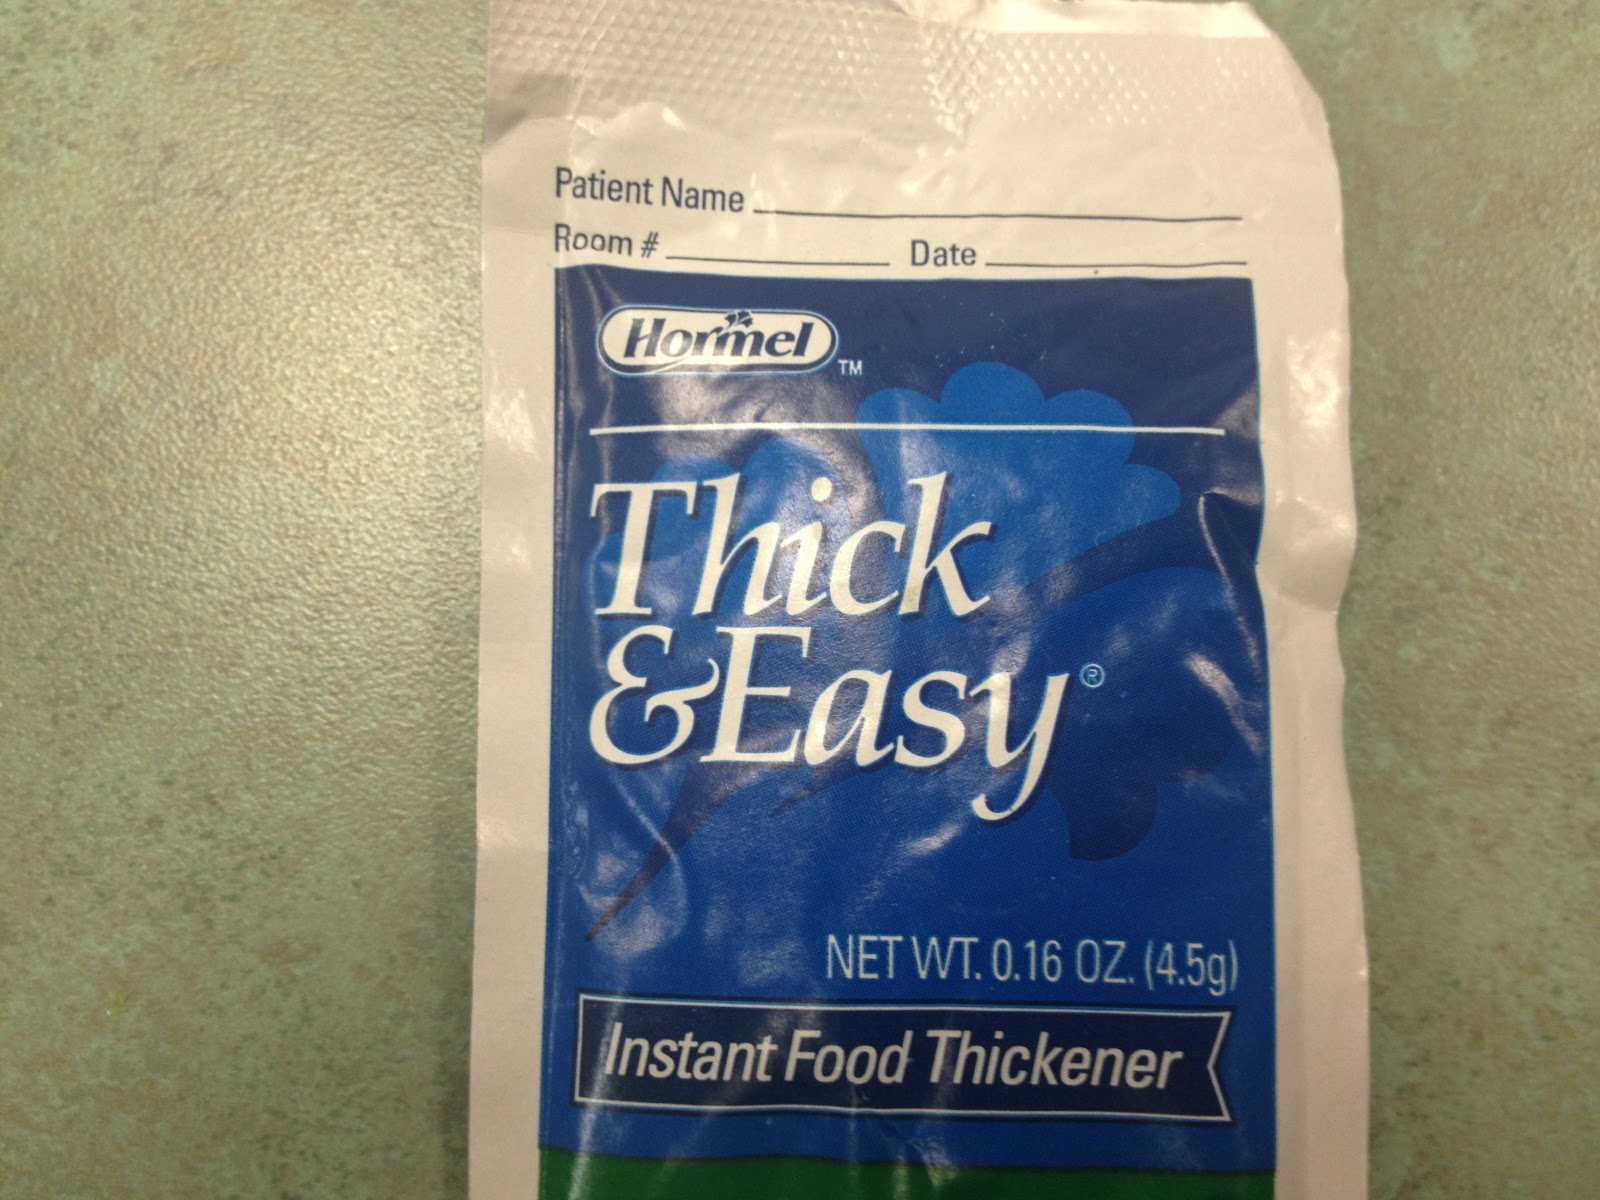 Patient Name
Room # Date
Hormel TM
Thick
&Easy®
NET WT. 0.16 OZ. (4.5g)
Instant Food Thickener